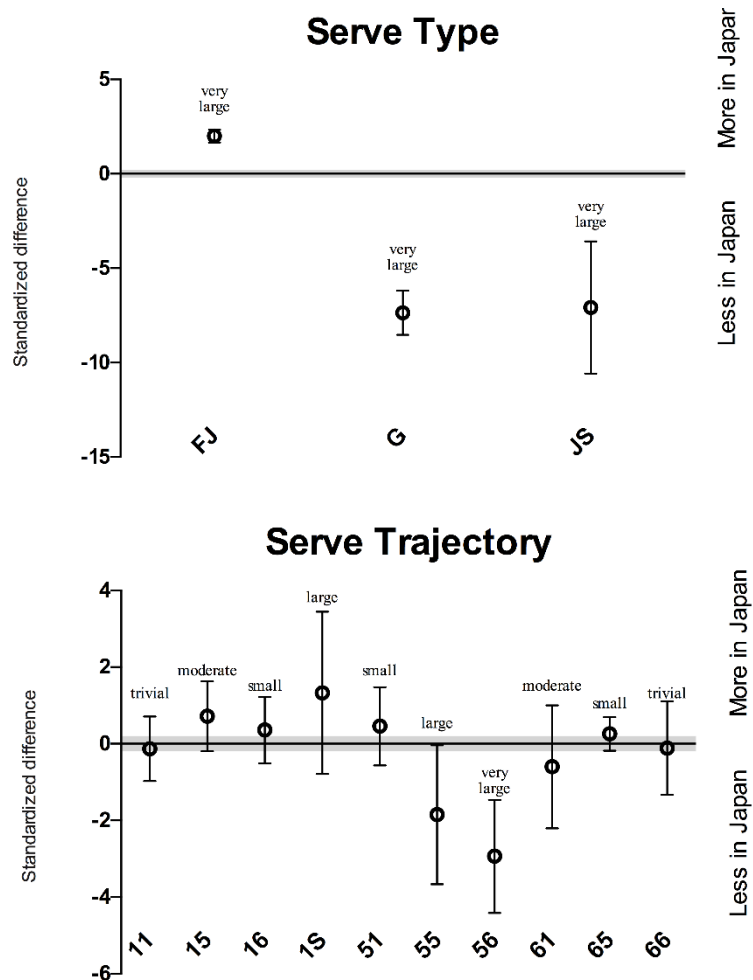 Serve Type
More in Japar
Less in Japan
Standardized difference
5
0
-5
-10
-15
very
large
very
large
very
large
FJ
G
JS
Serve Trajectory
More in Japan
Less in Japan
Standardized difference
4
2
0
-2
-4
-6
trivial
moderate
small
large
small
large
very
large
moderate
small
trivial
11
15
16
1S
51
55
56
61
65
66